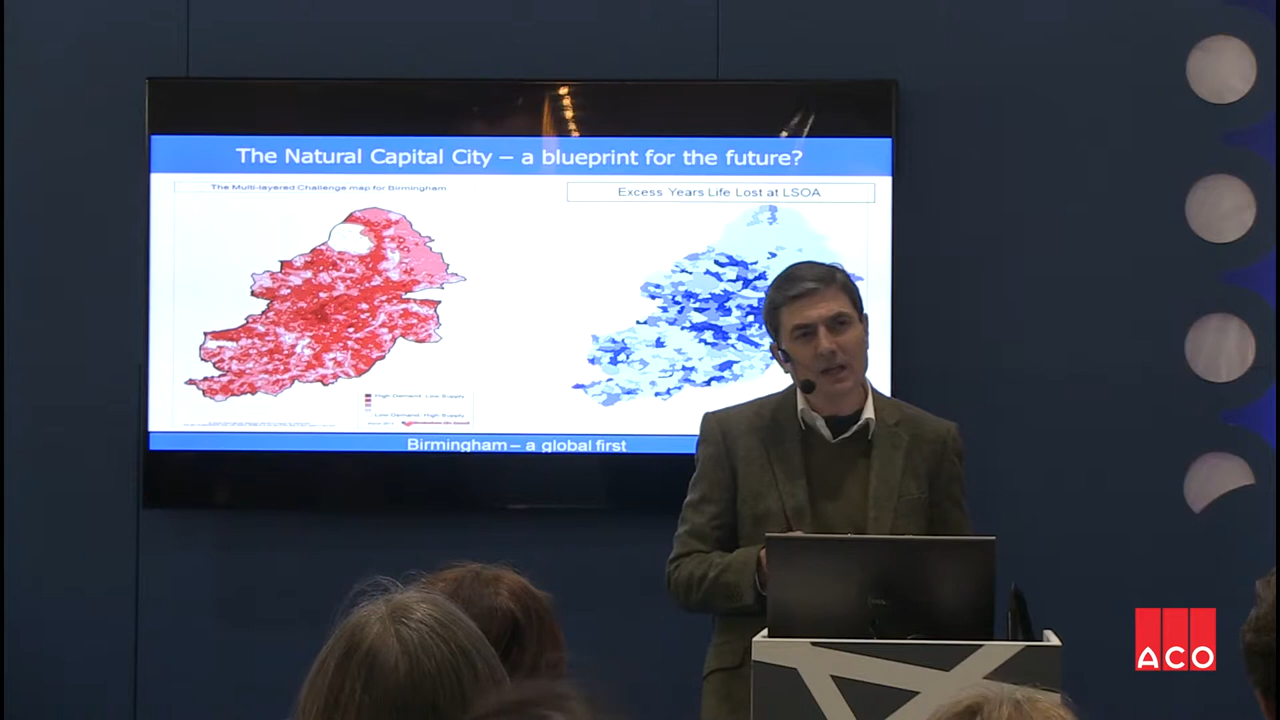 The Natural Capital City – a blueprint for the future?
The Multi-layered Challenge map for Birmingham
Excess Years Life Lost at LSOA
High Demand: Low Supply
Low Demand: High Supply
Birmingham – a global first
ACO